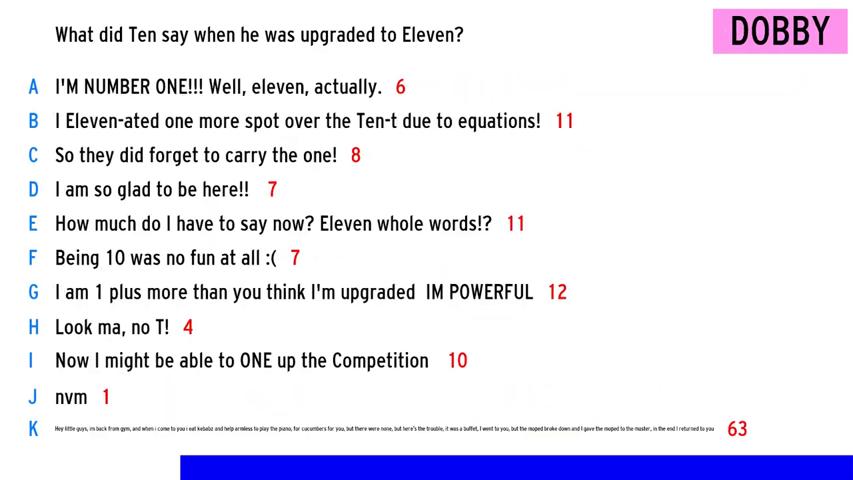 What did Ten say when he was upgraded to Eleven?
DOBBY
A I'M NUMBER ONE!!! Well, eleven, actually. 6
B I Eleven-ated one more spot over the Ten-t due to equations! 11
C So they did forget to carry the one! 8
D I am so glad to be here!! 7
E How much do I have to say now? Eleven whole words!? 11
F Being 10 was no fun at all :( 7
G I am 1 plus more than you think I'm upgraded IM POWERFUL 12
H Look ma, no T! 4
I Now I might be able to ONE up the Competition 10
J nvm 1
K Hey little guys, im back from gym, and when i come to you i eat kebabz and help armless to play the piano, for cucumbers for you, but there were none, but here's the trouble, it was a buffet, I went to you, but the moped broke down and I gave the moped to the master, in the end I returned to you 63